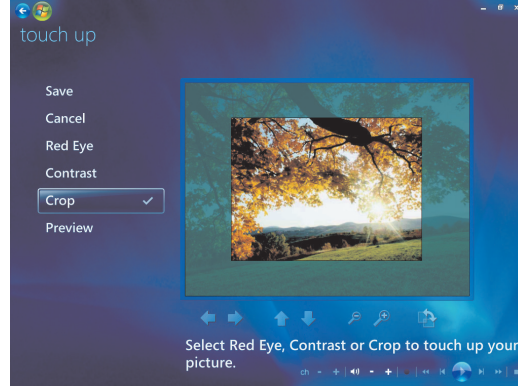 touch up
Save
Cancel
Red Eye
Contrast
Crop
Preview
Select Red Eye, Contrast or Crop to touch up your
picture.
ch - +
- +